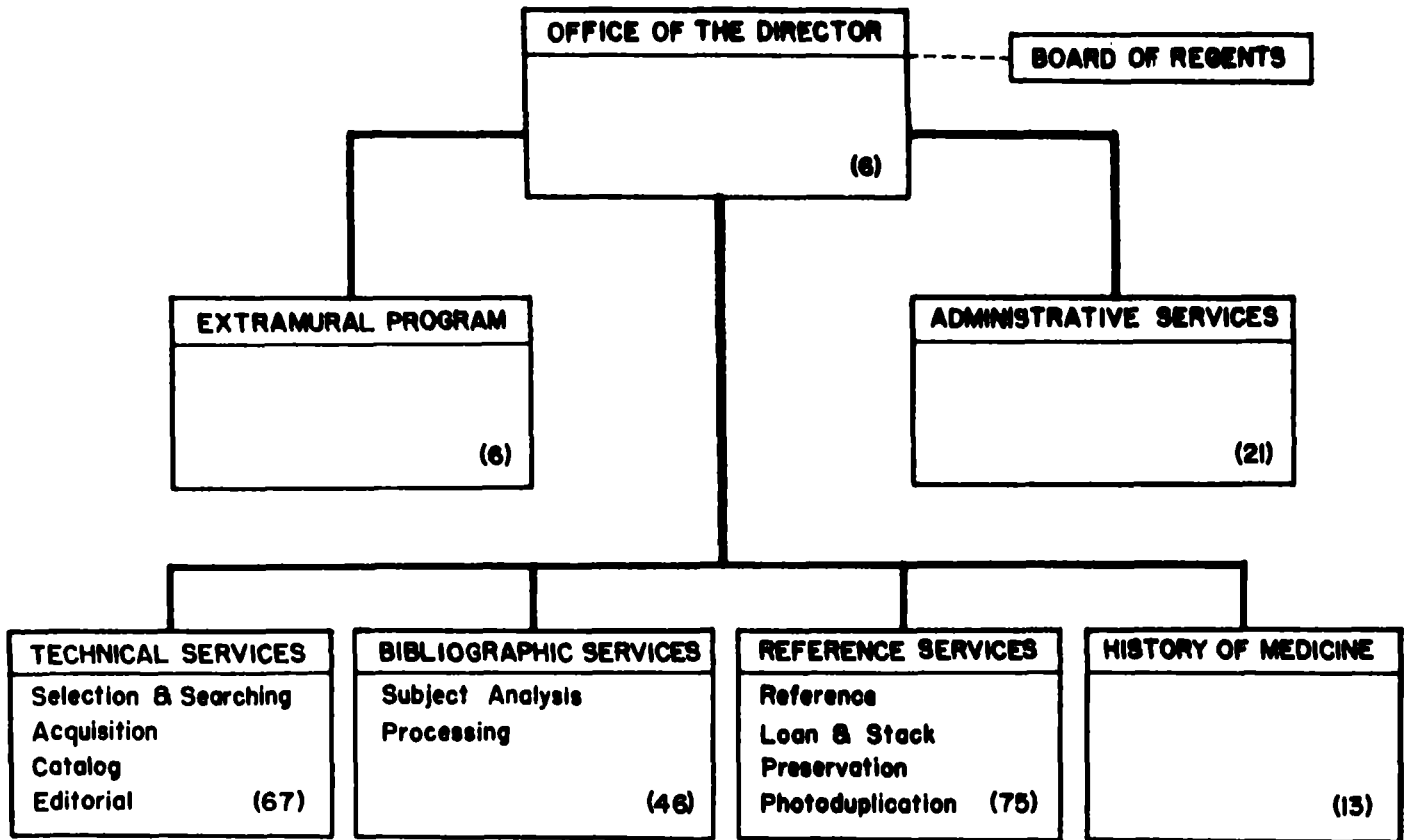 OFFICE OF THE DIRECTOR
(6)
BOARD OF REGENTS
EXTRAMURAL PROGRAM
(6)
ADMINISTRATIVE SERVICES
(21)
TECHNICAL SERVICES
Selection & Searching
Acquisition
Catalog
Editorial (67)
BIBLIOGRAPHIC SERVICES
Subject Analysis
Processing
(46)
REFERENCE SERVICES
Reference
Loan & Stack
Preservation
Photoduplication (75)
HISTORY OF MEDICINE
(13)